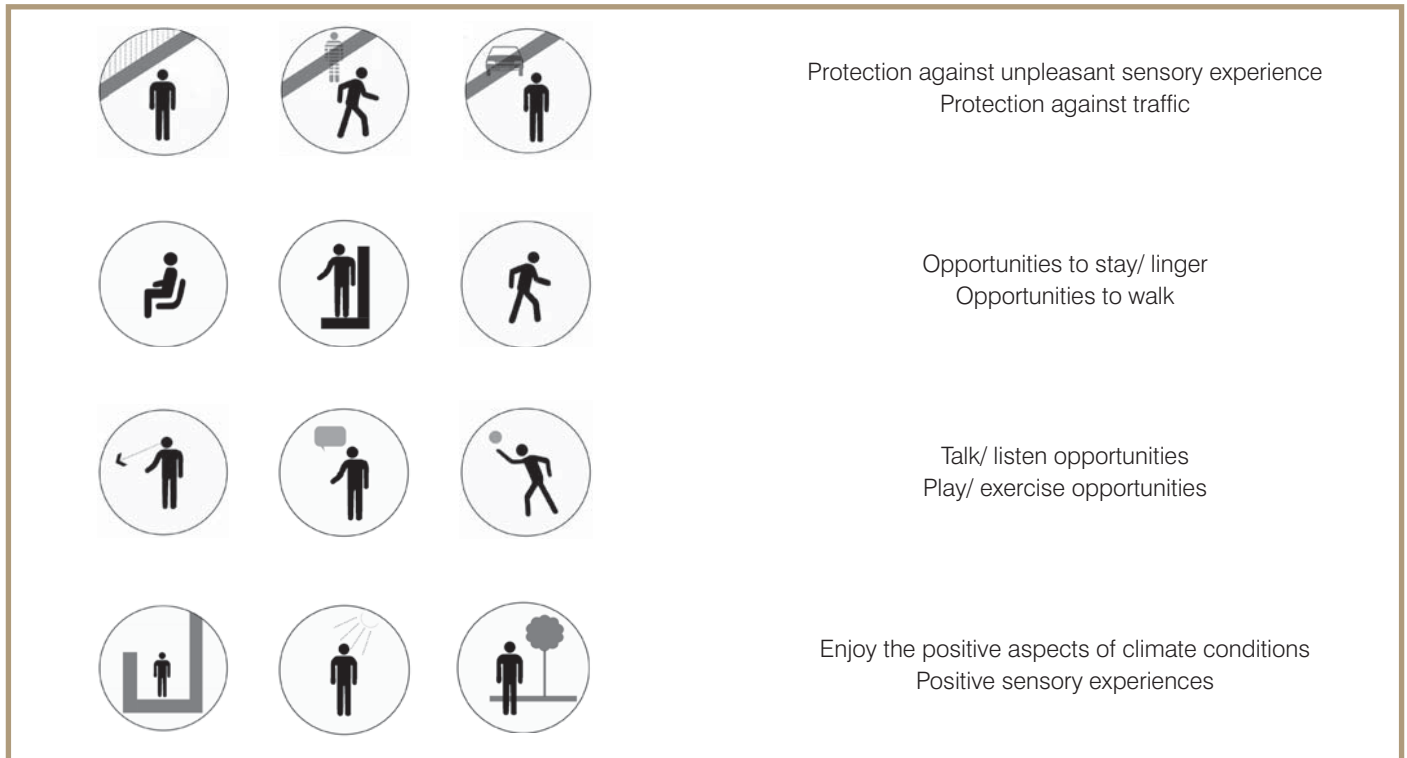 Protection against unpleasant sensory experience
Protection against traffic
Opportunities to stay/ linger
Opportunities to walk
Talk/ listen opportunities
Play/ exercise opportunities
Enjoy the positive aspects of climate conditions
Positive sensory experiences